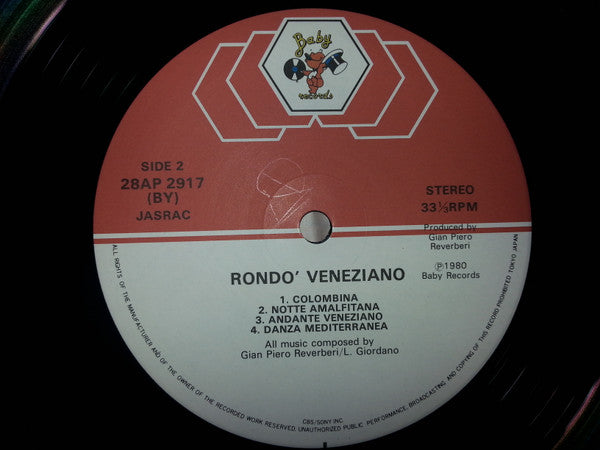 Baby
records
SIDE 2
28AP 2917
(BY)
JASRAC
STEREO
33⅓RPM
Produced by
Gian Piero
Reverberi
℗1980
Baby Records
RONDO' VENEZIANO
1. COLOMBINA
2. NOTTE AMALFITANA
3. ANDANTE VENEZIANO
4. DANZA MEDITERRANEA
All music composed by
Gian Piero Reverberi/L. Giordano
CBS/SONY INC.
ALL RIGHTS OF THE MANUFACTURER AND OF THE OWNER OF THE RECORDED WORK RESERVED. UNAUTHORIZED PUBLIC PERFORMANCE, BROADCASTING AND COPYING OF THIS RECORD PROHIBITED TOKYO JAPAN